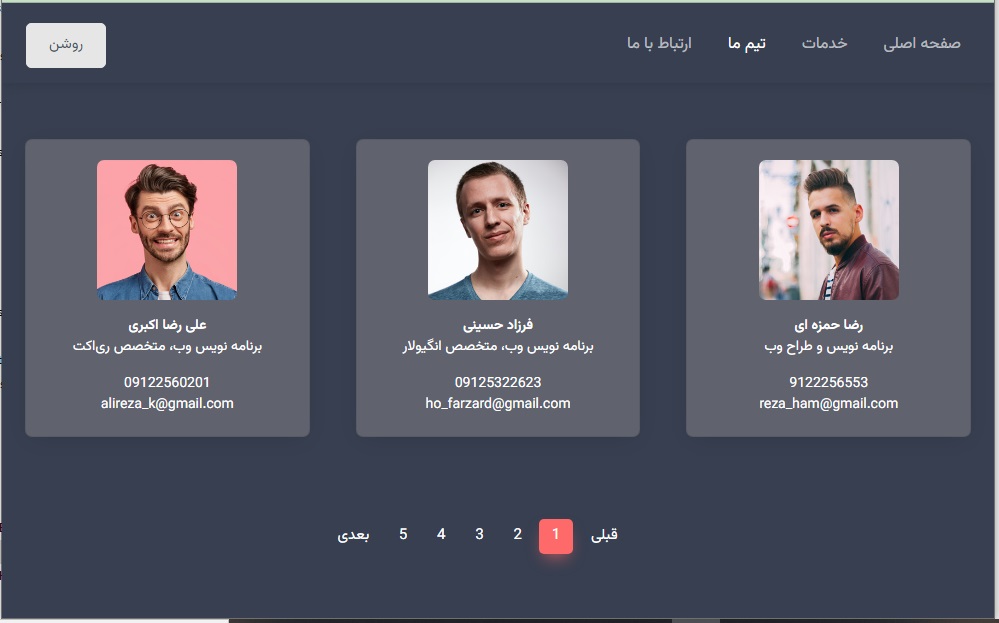 صفحه اصلی
خدمات
تیم ما
ارتباط با ما
روشن
رضا حمزه ای
برنامه نویس و طراح وب
9122256553
reza_ham@gmail.com
فرزاد حسینی
برنامه نویس وب، متخصص انگیولار
09125322623
ho_farzard@gmail.com
علی رضا اکبری
برنامه نویس وب، متخصص ری‌اکت
09122560201
alireza_k@gmail.com
قبلی
1
2
3
4
5
بعدی